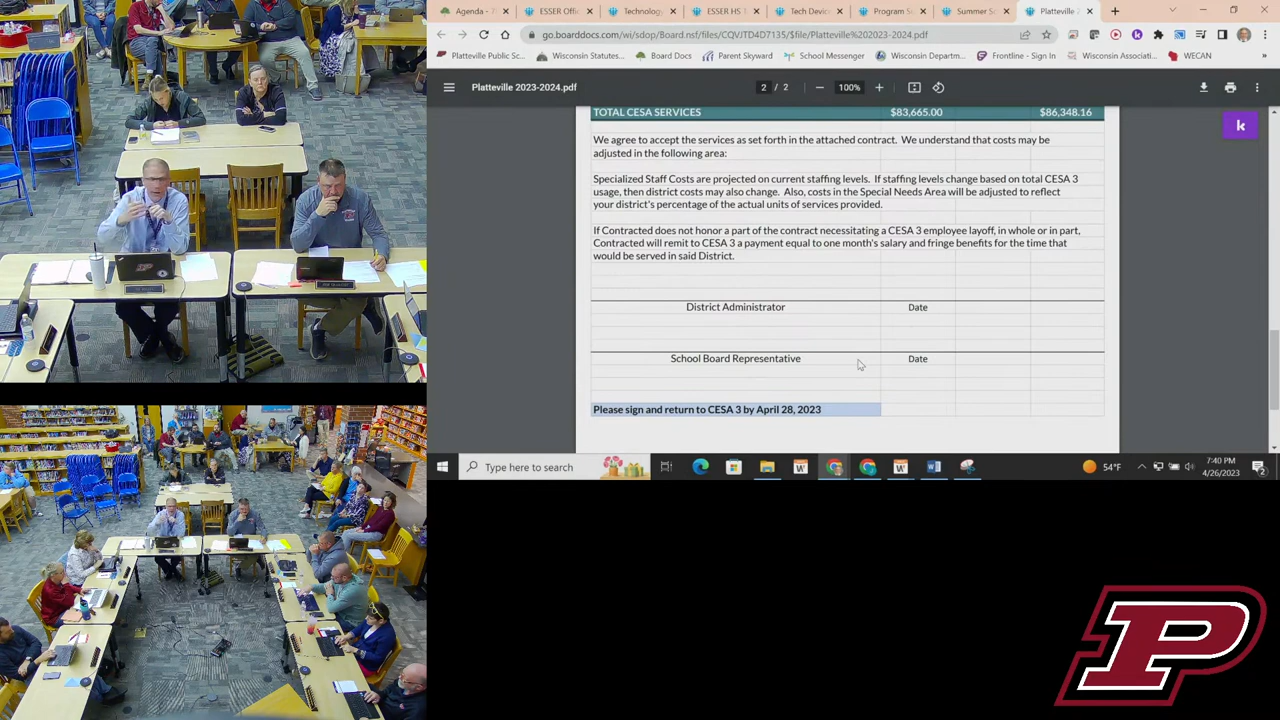 Agenda - 7
ESSER Offi
Technology
ESSER HS T
Tech Devic
Program S
Summer S
Platteville
go.boarddocs.com/wi/sdop/Board.nsf/files/CQVJTD4D7135/$file/Platteville%202023-2024.pdf
Platteville Public Sc...
Wisconsin Statutes...
Board Docs
Parent Skyward
School Messenger
Wisconsin Departm...
Frontline - Sign In
Wisconsin Associati...
WECAN
Platteville 2023-2024.pdf
2 / 2
100%
k
TOTAL CESA SERVICES $83,665.00 $86,348.16
We agree to accept the services as set forth in the attached contract. We understand that costs may be
adjusted in the following area:
Specialized Staff Costs are projected on current staffing levels. If staffing levels change based on total CESA 3
usage, then district costs may also change. Also, costs in the Special Needs Area will be adjusted to reflect
your district's percentage of the actual units of services provided.
If Contracted does not honor a part of the contract necessitating a CESA 3 employee layoff, in whole or in part,
Contracted will remit to CESA 3 a payment equal to one month's salary and fringe benefits for the time that
would be served in said District.
District Administrator Date
School Board Representative Date
Please sign and return to CESA 3 by April 28, 2023
Type here to search
54°F
7:40 PM
4/26/2023
2
P